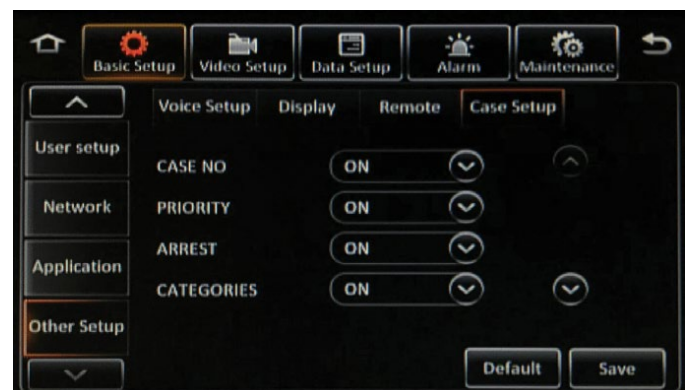 Basic Setup Video Setup Data Setup Alarm Maintenance
Voice Setup Display Remote Case Setup
User setup
Network
Application
Other Setup
CASE NO ON
PRIORITY ON
ARREST ON
CATEGORIES ON
Default Save